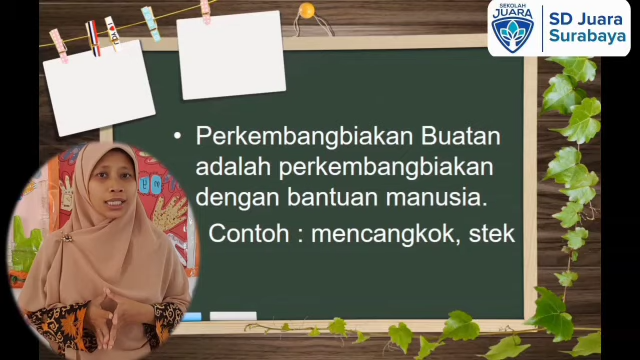 SEKOLAH
JUARA
SD Juara
Surabaya
• Perkembangbiakan Buatan
adalah perkembangbiakan
dengan bantuan manusia.
Contoh : mencangkok, stek